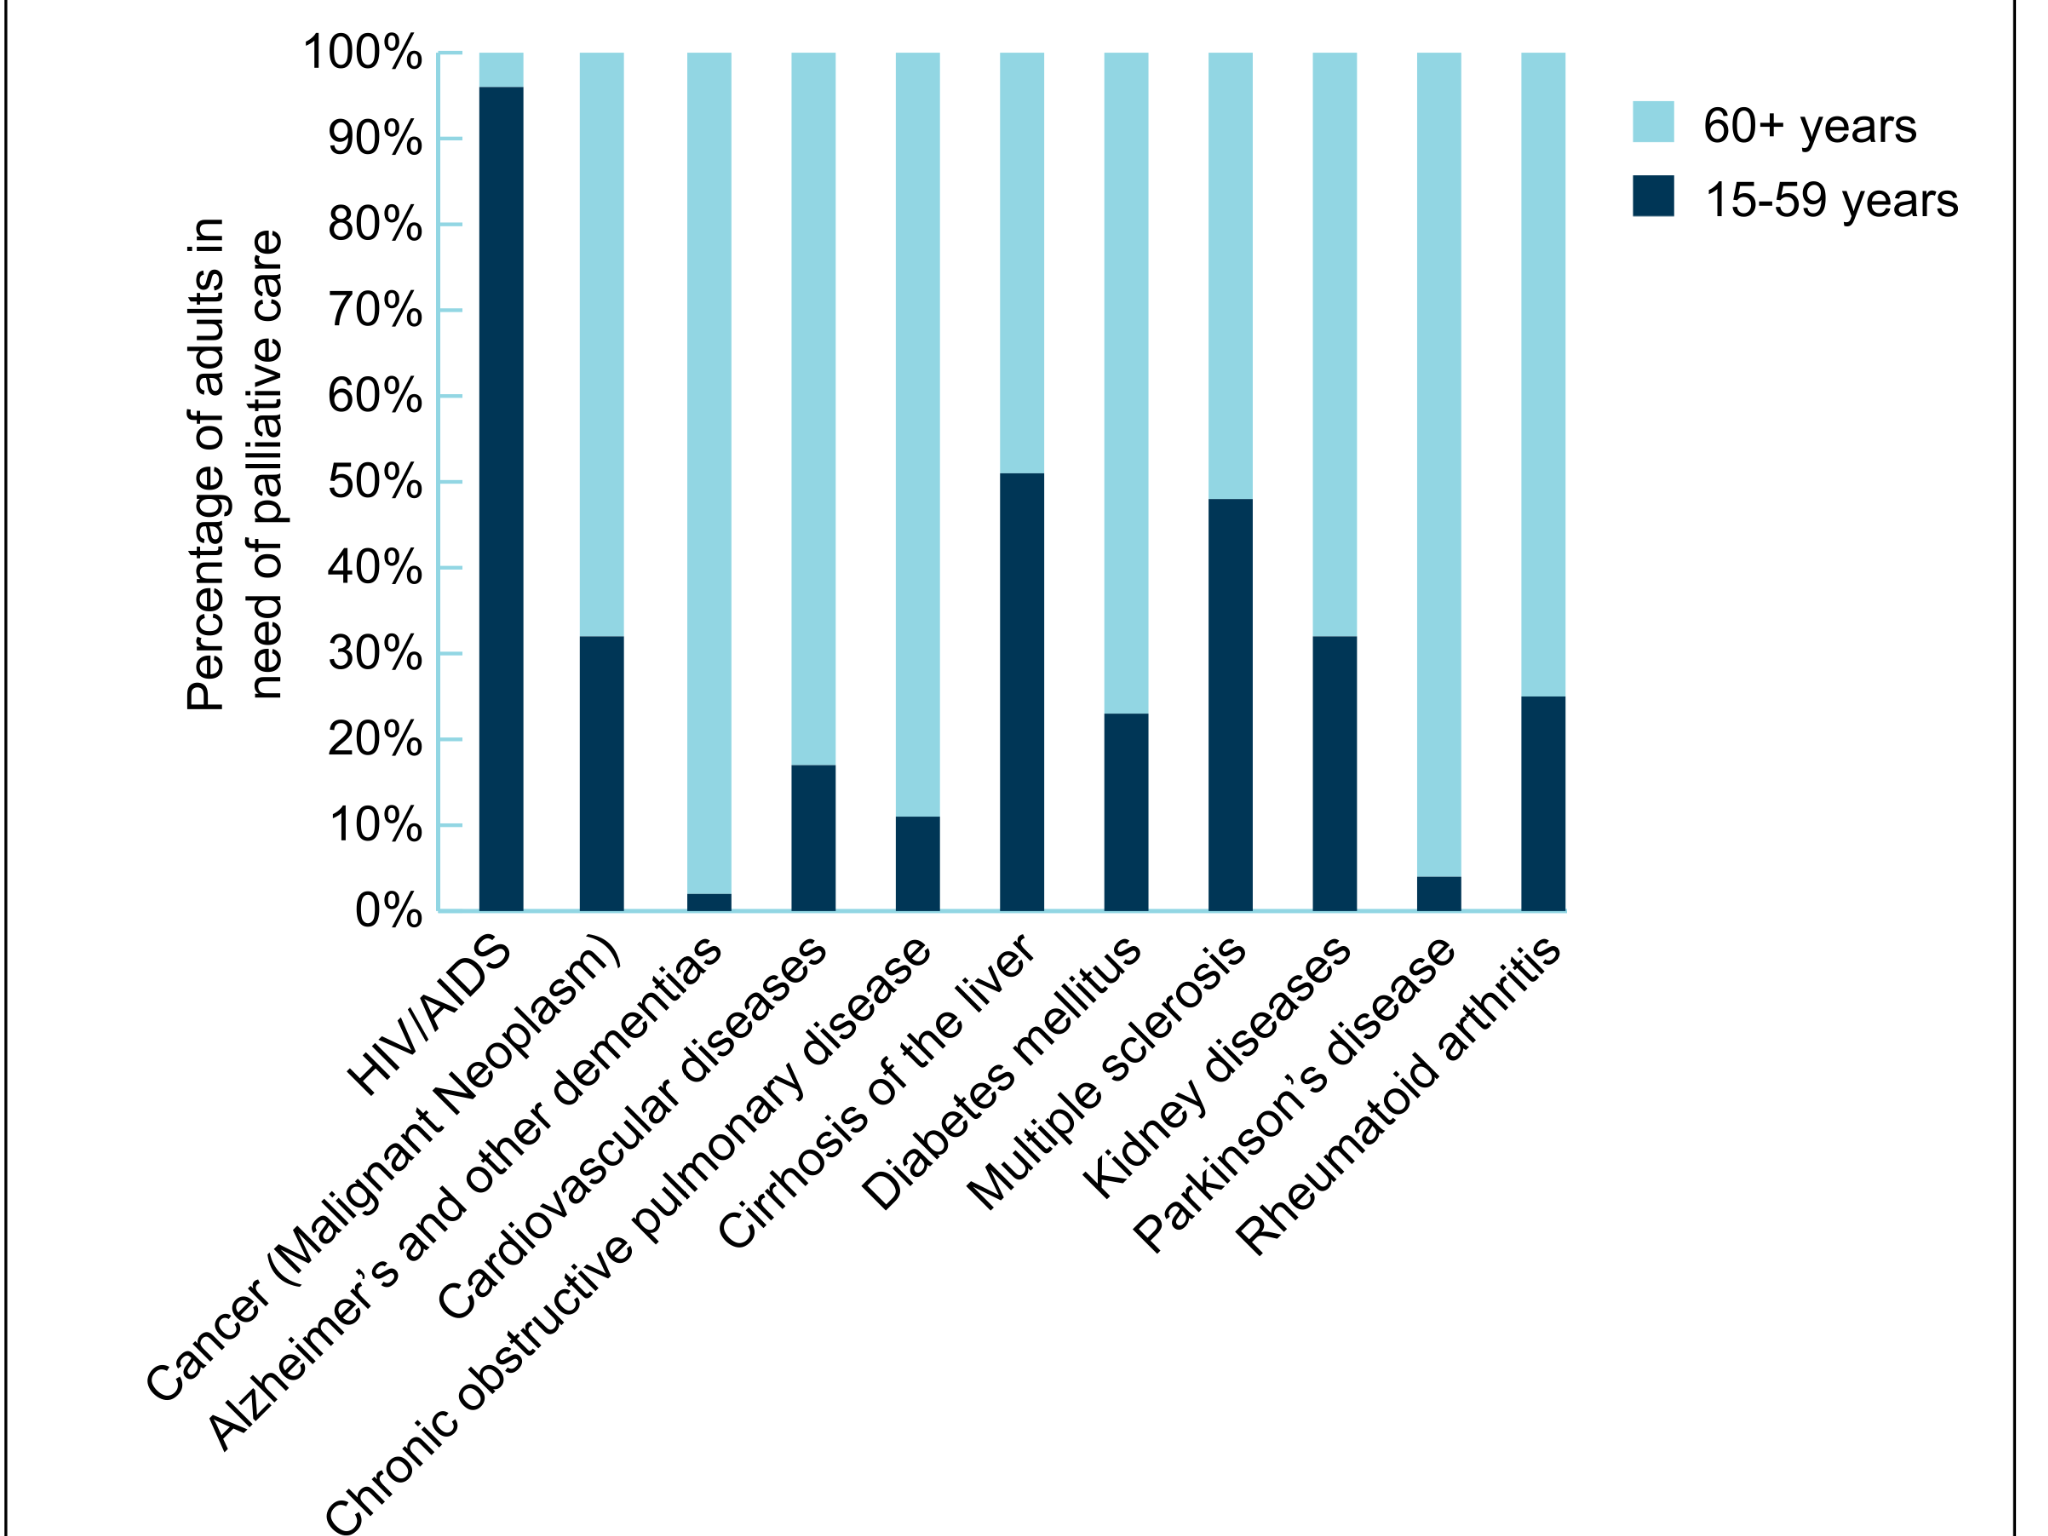 100%
90%
80%
70%
60%
50%
40%
30%
20%
10%
0%
Percentage of adults in
need of palliative care
60+ years
15-59 years
HIV//AIDS
Cancer (Malignant Neoplasm)
Alzheimer’s and other dementias
Cardiovascular diseases
Chronic obstructive pulmonary disease
Cirrhosis of the liver
Diabetes mellitus
Multiple sclerosis
Kidney diseases
Parkinson’s disease
Rheumatoid arthritis